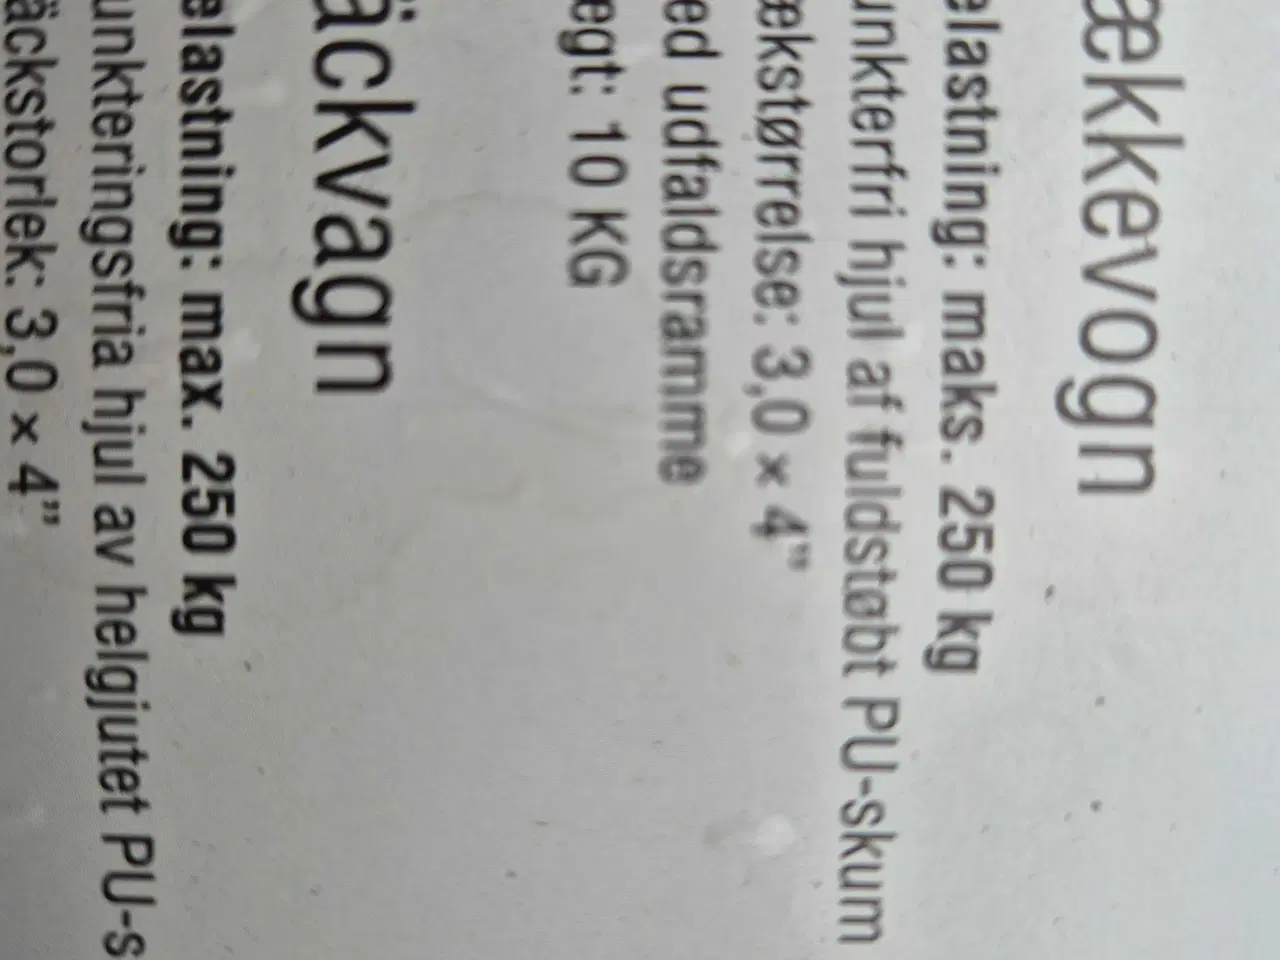 ækkevogn
elastning: maks. 250 kg
unkterfri hjul af fuldstøbt PU-skum
ækstørrelse: 3,0 × 4”
ed udfaldsramme
egt: 10 KG
äckvagn
elastning: max. 250 kg
unkteringsfria hjul av helgjutet PU-s
äckstorlek: 3,0 × 4”